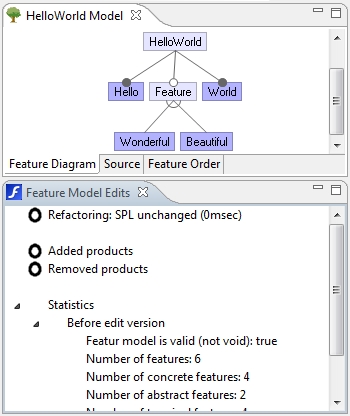 HelloWorld Model
HelloWorld
Hello Feature World
Wonderful Beautiful
Feature Diagram Source Feature Order
Feature Model Edits
Refactoring: SPL unchanged (0msec)
Added products
Removed products
Statistics
Before edit version
Featur model is valid (not void): true
Number of features: 6
Number of concrete features: 4
Number of abstract features: 2